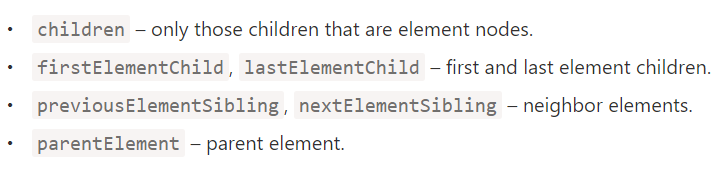 • children – only those children that are element nodes.
• firstElementChild, lastElementChild – first and last element children.
• previousElementSibling, nextElementSibling – neighbor elements.
• parentElement – parent element.